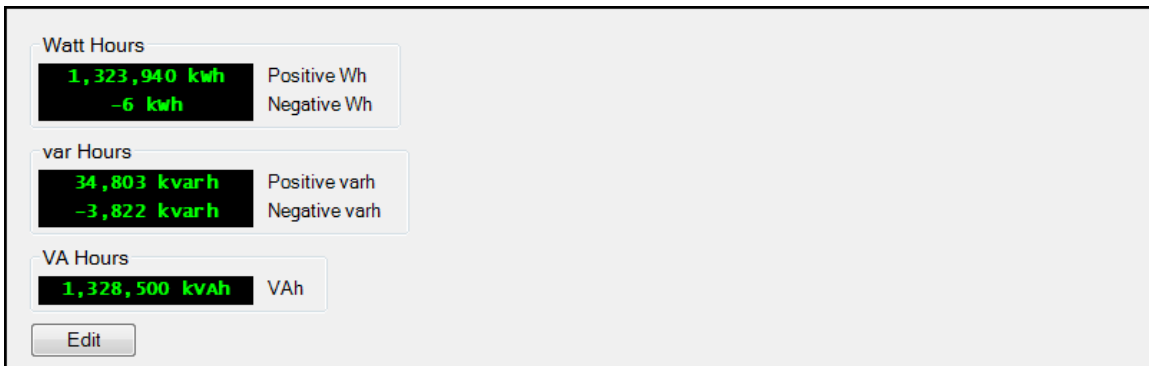 Watt Hours
1,323,940 kWh Positive Wh
-6 kWh Negative Wh
var Hours
34,803 kvarh Positive varh
-3,822 kvarh Negative varh
VA Hours
1,328,500 kVAh VAh
Edit